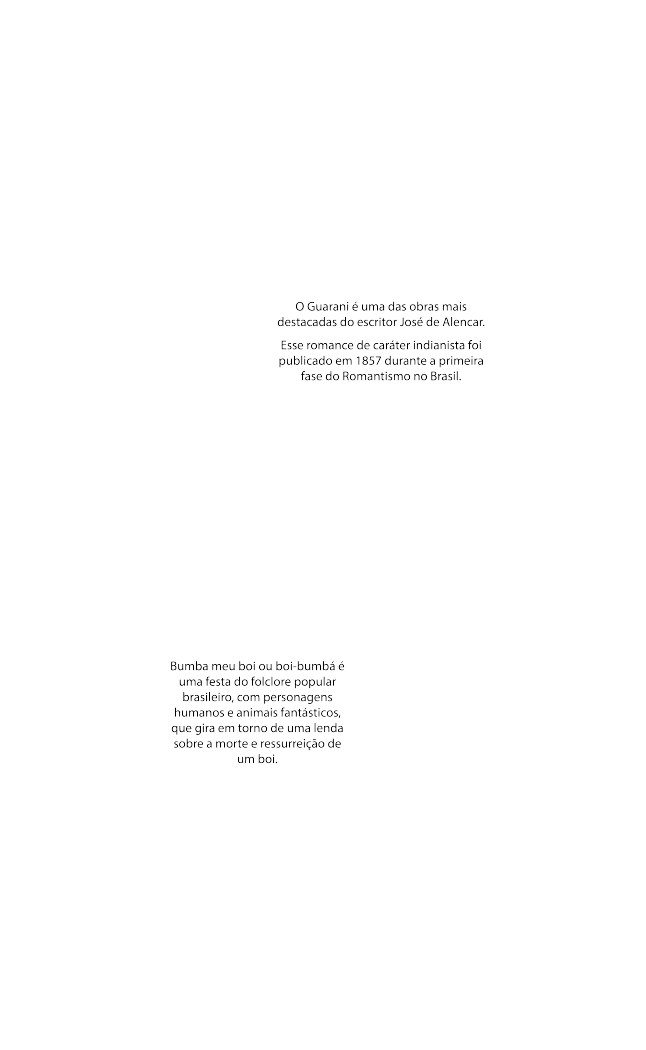 O Guarani é uma das obras mais
destacadas do escritor José de Alencar.
Esse romance de caráter indianista foi
publicado em 1857 durante a primeira
fase do Romantismo no Brasil.
Bumba meu boi ou boi-bumbá é
uma festa do folclore popular
brasileiro, com personagens
humanos e animais fantásticos,
que gira em torno de uma lenda
sobre a morte e ressurreição de
um boi.